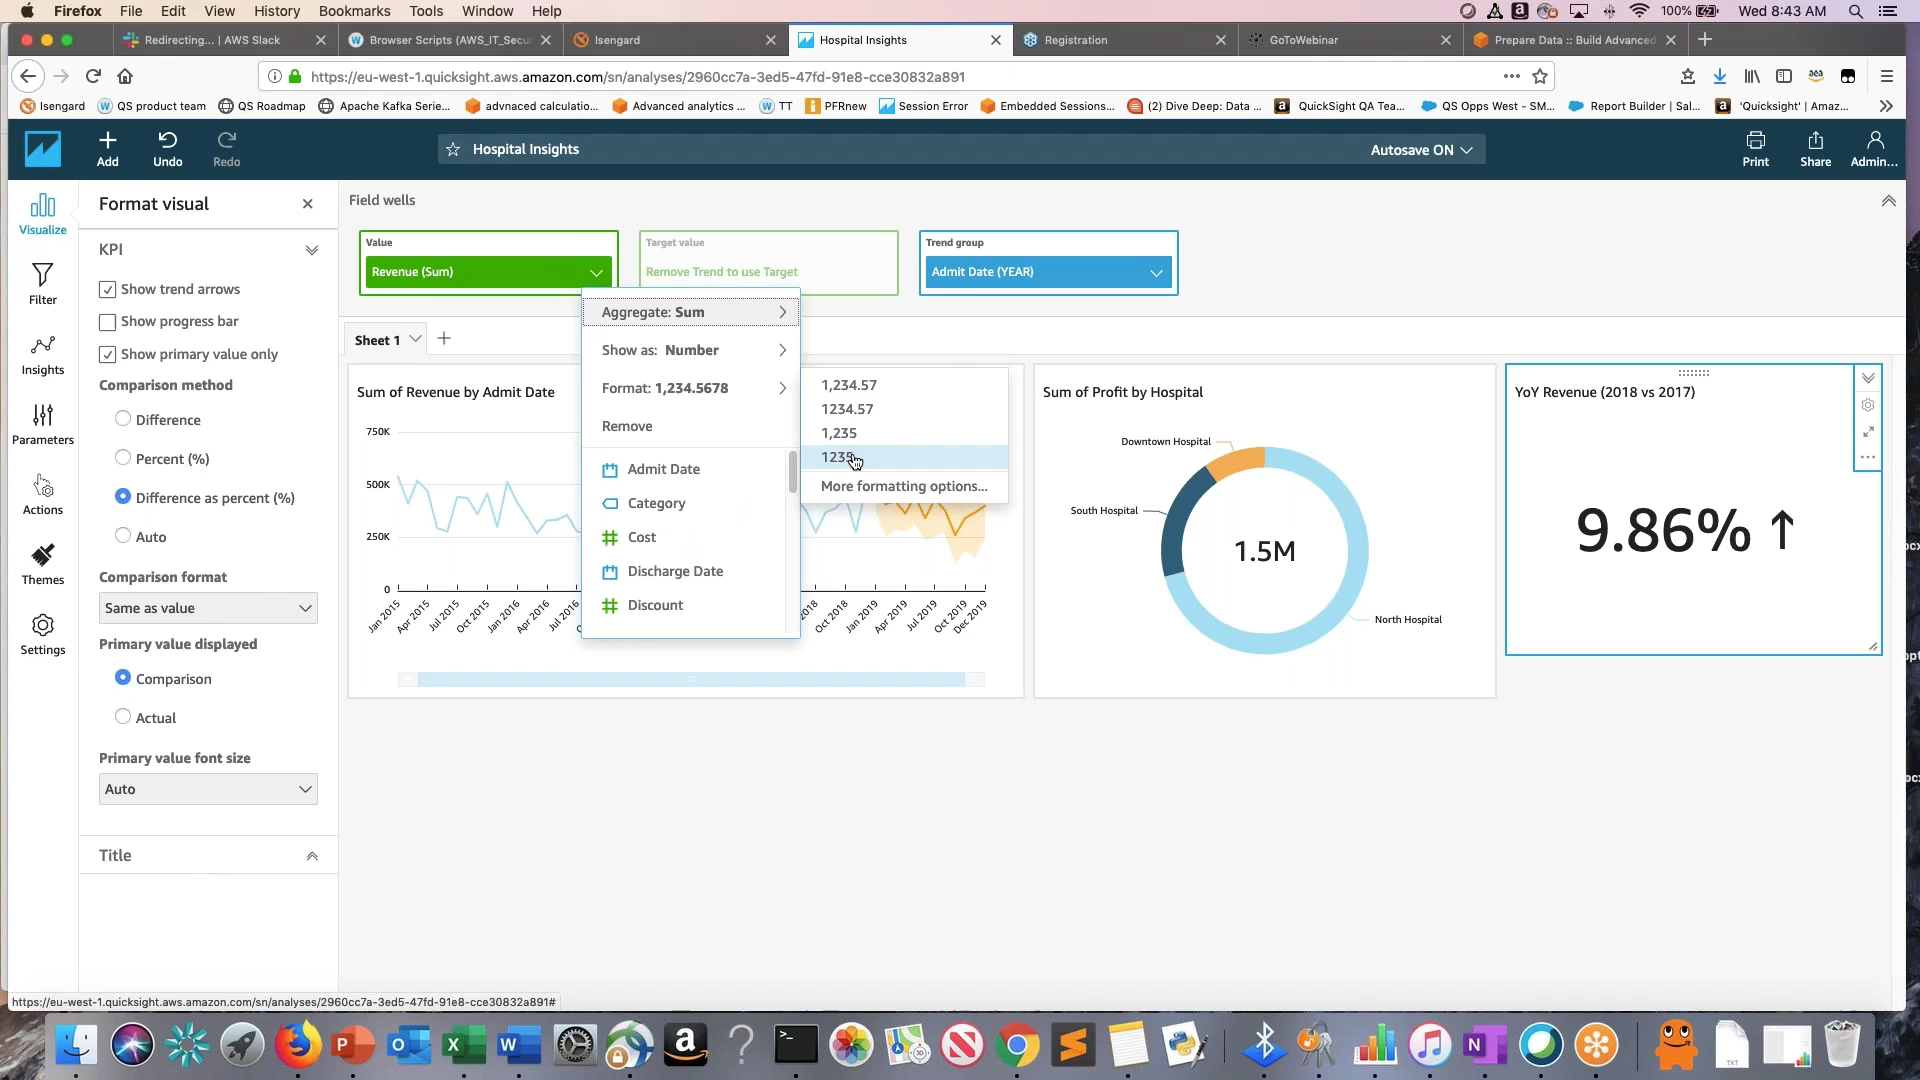 Firefox File Edit View History Bookmarks Tools Window Help
100% Wed 8:43 AM
Redirecting... | AWS Slack
Browser Scripts (AWS_IT_Secu
Isengard
Hospital Insights
Registration
GoToWebinar
Prepare Data :: Build Advanced
https://eu-west-1.quicksight.aws.amazon.com/sn/analyses/2960cc7a-3ed5-47fd-91e8-cce30832a891
Isengard
QS product team
QS Roadmap
Apache Kafka Serie...
advnaced calculatio...
Advanced analytics ...
TT
PFRnew
Session Error
Embedded Sessions...
(2) Dive Deep: Data ...
QuickSight QA Tea...
QS Opps West - SM...
Report Builder | Sal...
'Quicksight' | Amaz...
Add
Undo
Redo
Hospital Insights
Autosave ON
Print
Share
Admin...
Visualize
Filter
Insights
Parameters
Actions
Themes
Settings
Format visual
KPI
Show trend arrows
Show progress bar
Show primary value only
Comparison method
Difference
Percent (%)
Difference as percent (%)
Auto
Comparison format
Same as value
Primary value displayed
Comparison
Actual
Primary value font size
Auto
Title
Field wells
Value
Revenue (Sum)
Target value
Remove Trend to use Target
Trend group
Admit Date (YEAR)
Sheet 1
Aggregate: Sum
Show as: Number
Format: 1,234.5678
Remove
Admit Date
Category
Cost
Discharge Date
Discount
1,234.57
1234.57
1,235
1235
More formatting options...
Sum of Revenue by Admit Date
750K
500K
250K
0
Jan 2015
Apr 2015
Jul 2015
Oct 2015
Jan 2016
Apr 2016
Jul 2016
2018
Oct 2018
Jan 2019
Apr 2019
Jul 2019
Oct 2019
Dec 2019
Sum of Profit by Hospital
Downtown Hospital
South Hospital
1.5M
North Hospital
YoY Revenue (2018 vs 2017)
9.86% ↑
https://eu-west-1.quicksight.aws.amazon.com/sn/analyses/2960cc7a-3ed5-47fd-91e8-cce30832a891#